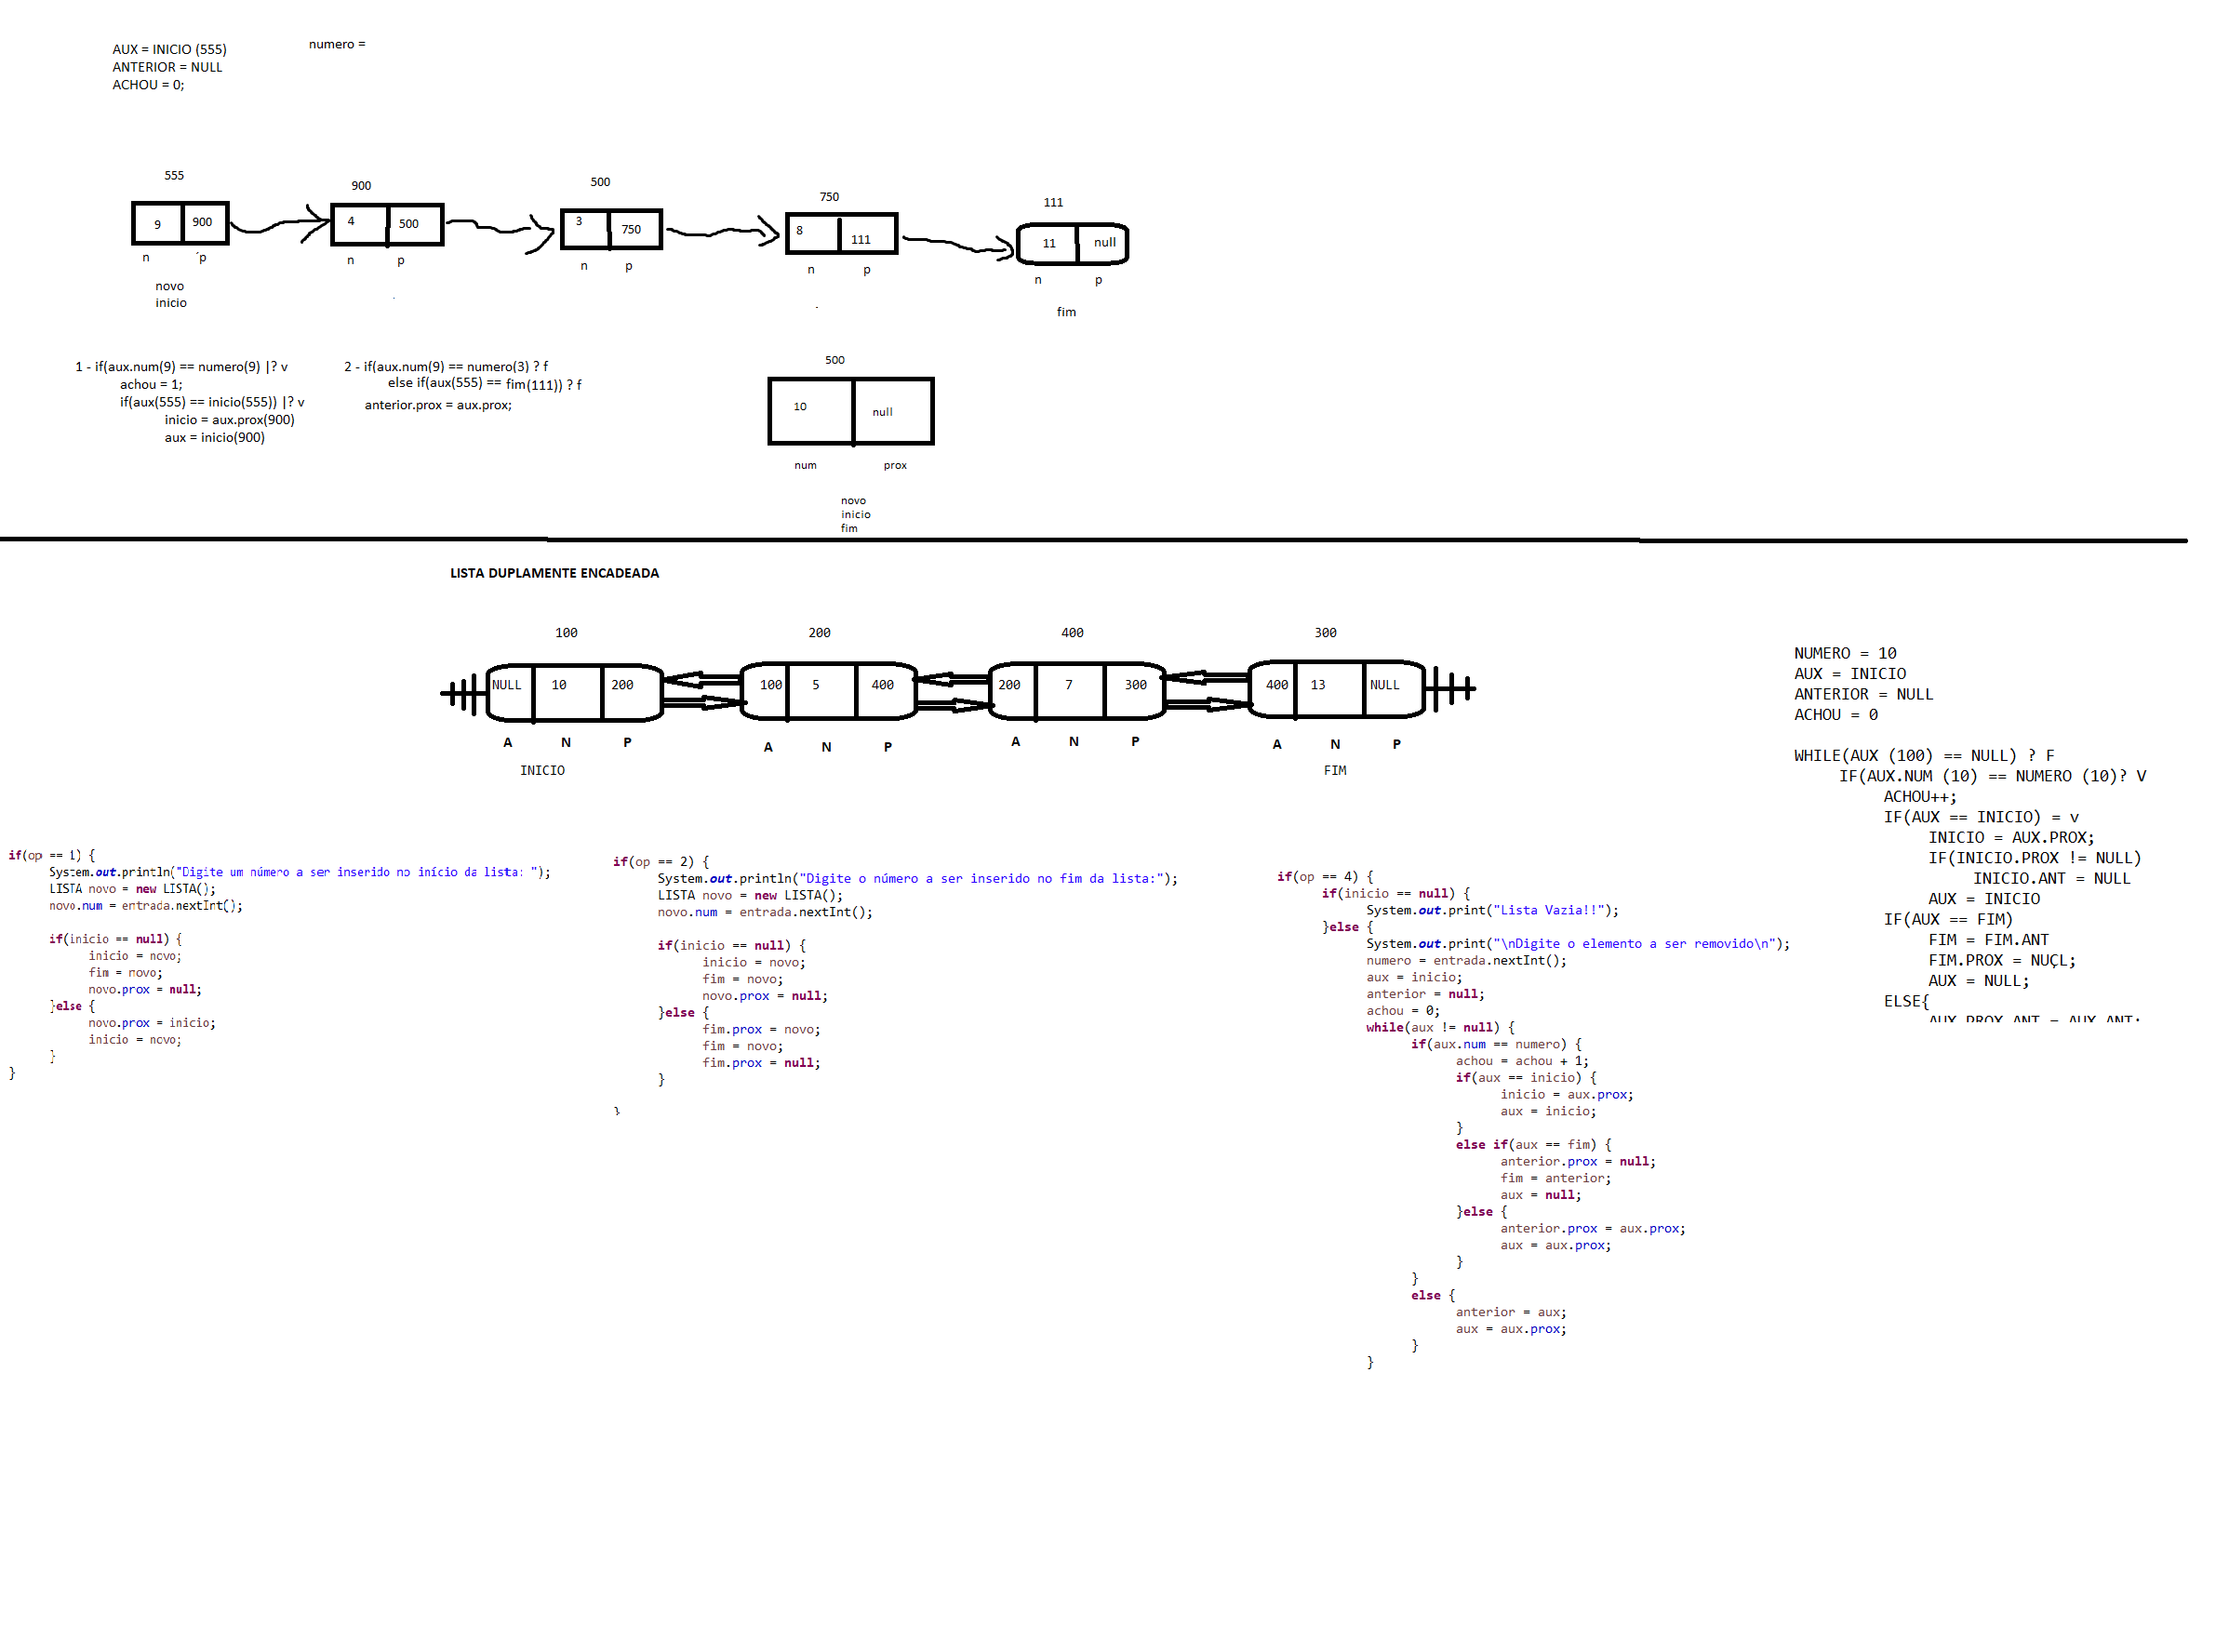 AUX = INICIO (555)
ANTERIOR = NULL
ACHOU = 0;
numero =
555
900
500
750
111
9 900
4 500
3 750
8 111
11 null
n ´p
n p
n p
n p
n p
novo
inicio
fim
1 - if(aux.num(9) == numero(9) |? v
achou = 1;
if(aux(555) == inicio(555)) |? v
inicio = aux.prox(900)
aux = inicio(900)
2 - if(aux.num(9) == numero(3) ? f
else if(aux(555) == fim(111)) ? f
anterior.prox = aux.prox;
500
10 null
num prox
novo
inicio
fim
LISTA DUPLAMENTE ENCADEADA
100 200 400 300
NULL 10 200
100 5 400
200 7 300
400 13 NULL
A N P
A N P
A N P
A N P
INICIO
FIM
NUMERO = 10
AUX = INICIO
ANTERIOR = NULL
ACHOU = 0
WHILE(AUX (100) == NULL) ? F
IF(AUX.NUM (10) == NUMERO (10)? V
ACHOU++;
IF(AUX == INICIO) = v
INICIO = AUX.PROX;
IF(INICIO.PROX != NULL)
INICIO.ANT = NULL
AUX = INICIO
IF(AUX == FIM)
FIM = FIM.ANT
FIM.PROX = NUÇL;
AUX = NULL;
ELSE{
AUX.PROX.ANT = AUX.ANT;
if(op == 1) {
System.out.println("Digite um número a ser inserido no início da lista: ");
LISTA novo = new LISTA();
novo.num = entrada.nextInt();
if(inicio == null) {
inicio = novo;
fim = novo;
novo.prox = null;
}else {
novo.prox = inicio;
inicio = novo;
}
}
if(op == 2) {
System.out.println("Digite o número a ser inserido no fim da lista:");
LISTA novo = new LISTA();
novo.num = entrada.nextInt();
if(inicio == null) {
inicio = novo;
fim = novo;
novo.prox = null;
}else {
fim.prox = novo;
fim = novo;
fim.prox = null;
}
}
if(op == 4) {
if(inicio == null) {
System.out.print("Lista Vazia!!");
}else {
System.out.print("\nDigite o elemento a ser removido\n");
numero = entrada.nextInt();
aux = inicio;
anterior = null;
achou = 0;
while(aux != null) {
if(aux.num == numero) {
achou = achou + 1;
if(aux == inicio) {
inicio = aux.prox;
aux = inicio;
}
else if(aux == fim) {
anterior.prox = null;
fim = anterior;
aux = null;
}else {
anterior.prox = aux.prox;
aux = aux.prox;
}
}
else {
anterior = aux;
aux = aux.prox;
}
}